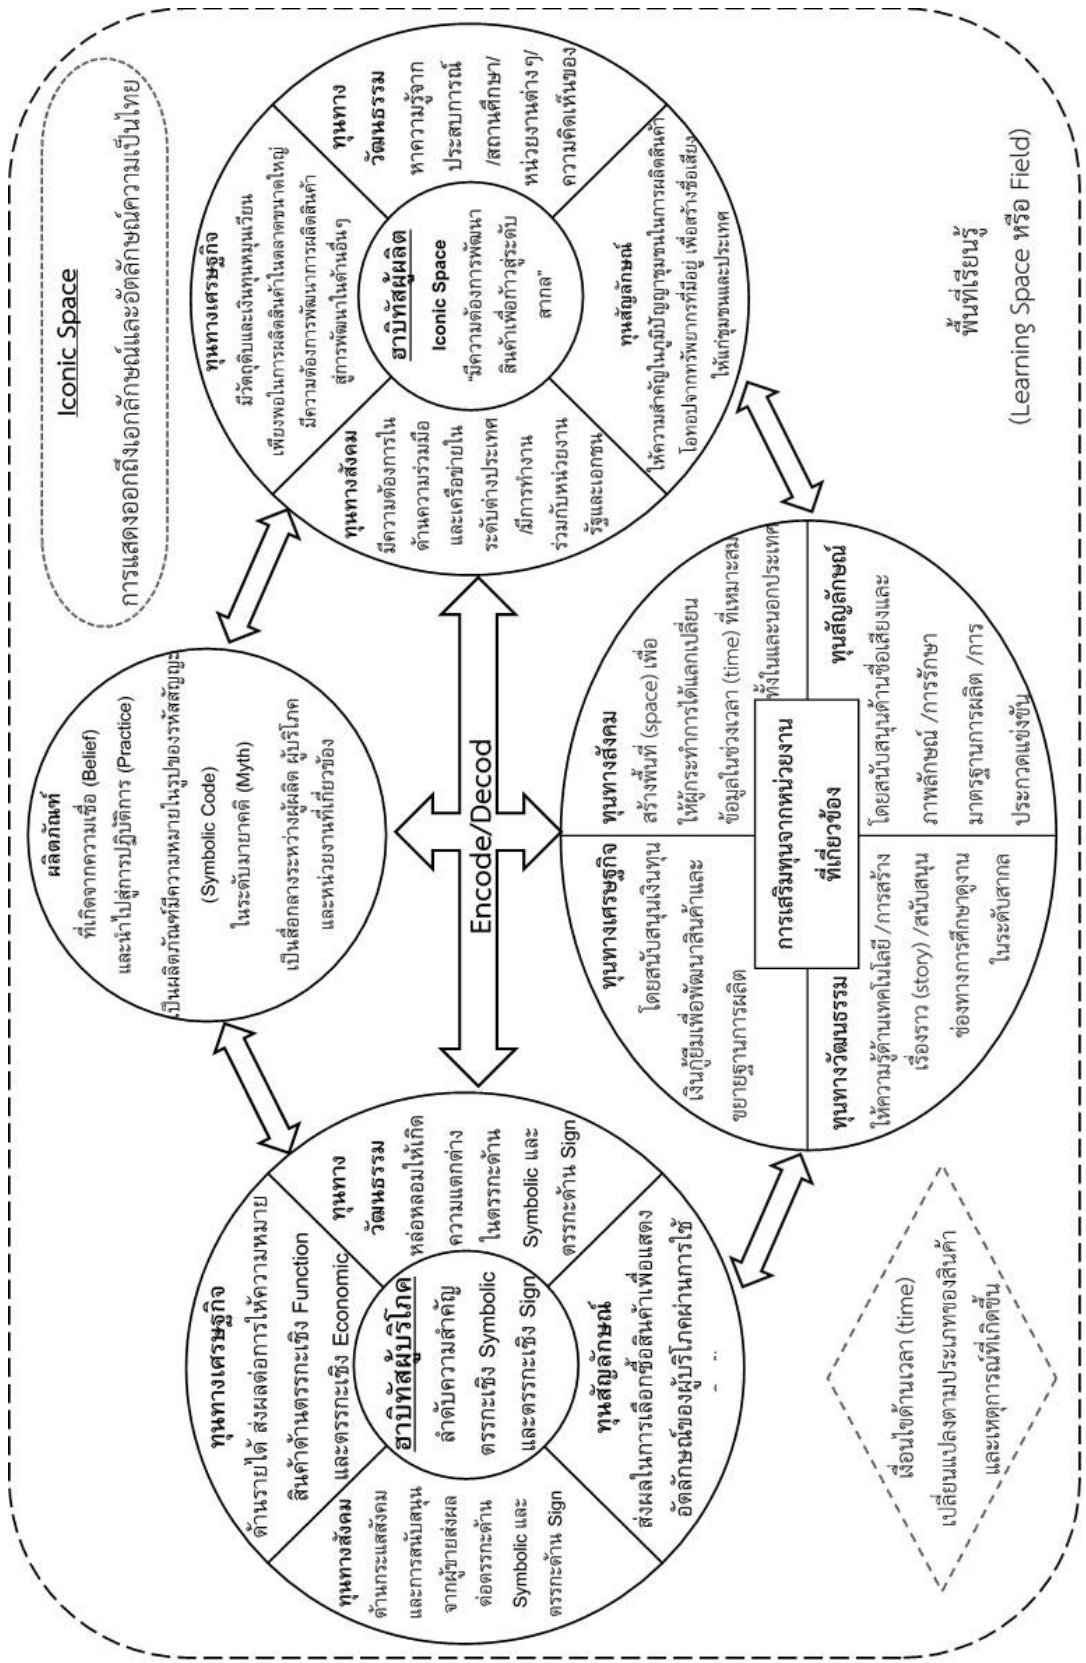 Iconic Space
การแสดงออกถึงเอกลักษณ์และอัตลักษณ์ความเป็นไทย
ผลิตภัณฑ์
ที่เกิดจากความเชื่อ (Belief)
และนำไปสู่การปฏิบัติการ (Practice)
เป็นผลิตภัณฑ์มีความหมายในรูปของรหัสสัญญะ
(Symbolic Code)
ในระดับมายาคติ (Myth)
เป็นสื่อกลางระหว่างผู้ผลิต ผู้บริโภค
และหน่วยงานที่เกี่ยวข้อง
ทุนทางเศรษฐกิจ
ด้านรายได้ ส่งผลต่อการให้ความหมาย
สินค้าด้านตรรกะเชิง Function
และตรรกะเชิง Economic
ทุนทางสังคม
ด้านกระแสสังคม
และการสนับสนุน
จากผู้ขายส่งผล
ต่อตรรกะด้าน
Symbolic และ
ตรรกะด้าน Sign
ฮาบิทัสผู้บริโภค
ลำดับความสำคัญ
ตรรกะเชิง Symbolic
และตรรกะเชิง Sign
ทุนทาง
วัฒนธรรม
หล่อหลอมให้เกิด
ความแตกต่าง
ในตรรกะด้าน
Symbolic และ
ตรรกะด้าน Sign
ทุนสัญลักษณ์
ส่งผลในการเลือกซื้อสินค้าเพื่อแสดง
อัตลักษณ์ของผู้บริโภคผ่านการใช้
Encode/Decod
ทุนทางเศรษฐกิจ
มีวัตถุดิบและเงินทุนหมุนเวียน
เพียงพอในการผลิตสินค้าในตลาดขนาดใหญ่
มีความต้องการพัฒนาการผลิตสินค้า
สู่การพัฒนาในด้านอื่นๆ
ทุนทางสังคม
มีความต้องการใน
ด้านความร่วมมือ
และเครือข่ายใน
ระดับต่างประเทศ
/มีการทำงาน
ร่วมกับหน่วยงาน
รัฐและเอกชน
ฮาบิทัสผู้ผลิต
Iconic Space
"มีความต้องการพัฒนา
สินค้าเพื่อก้าวสู่ระดับ
สากล"
ทุนทาง
วัฒนธรรม
หาความรู้จาก
ประสบการณ์
/สถานศึกษา/
หน่วยงานต่างๆ/
ความคิดเห็นของ
ทุนสัญลักษณ์
ให้ความสำคัญในภูมิปัญญาชุมชนในการผลิตสินค้า
โอทอปจากทรัพยากรที่มีอยู่ เพื่อสร้างชื่อเสียง
ให้แก่ชุมชนและประเทศ
ทุนทางเศรษฐกิจ
โดยสนับสนุนเงินทุน
เงินกู้ยืมเพื่อพัฒนาสินค้าและ
ขยายฐานการผลิต
ทุนทางสังคม
สร้างพื้นที่ (space) เพื่อ
ให้ผู้กระทำการได้แลกเปลี่ยน
ข้อมูลในช่วงเวลา (time) ที่เหมาะสม
ทั้งในและนอกประเทศ
การเสริมทุนจากหน่วยงาน
ที่เกี่ยวข้อง
ทุนทางวัฒนธรรม
ให้ความรู้ด้านเทคโนโลยี /การสร้าง
เรื่องราว (story) /สนับสนุน
ช่องทางการศึกษาดูงาน
ในระดับสากล
ทุนสัญลักษณ์
โดยสนับสนุนด้านชื่อเสียงและ
ภาพลักษณ์ /การรักษา
มาตรฐานการผลิต /การ
ประกวดแข่งขัน
เงื่อนไขด้านเวลา (time)
เปลี่ยนแปลงตามประเภทของสินค้า
และเหตุการณ์ที่เกิดขึ้น
พื้นที่เรียนรู้
(Learning Space หรือ Field)